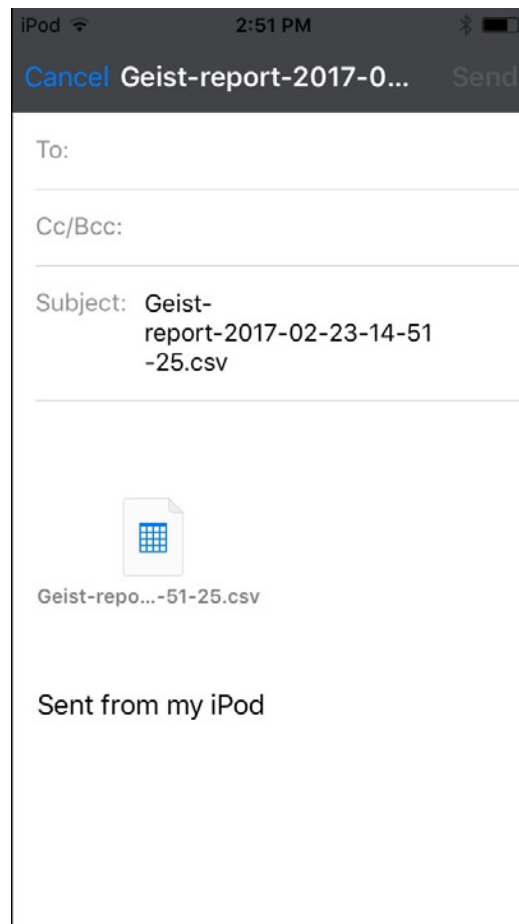 iPod 2:51 PM
Cancel Geist-report-2017-0... Send
To:
Cc/Bcc:
Subject: Geist-
report-2017-02-23-14-51
-25.csv
Geist-repo...-51-25.csv
Sent from my iPod